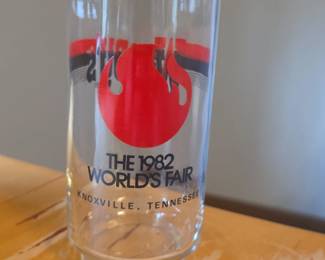 THE 1982
WORLD'S FAIR
KNOXVILLE, TENNESSEE